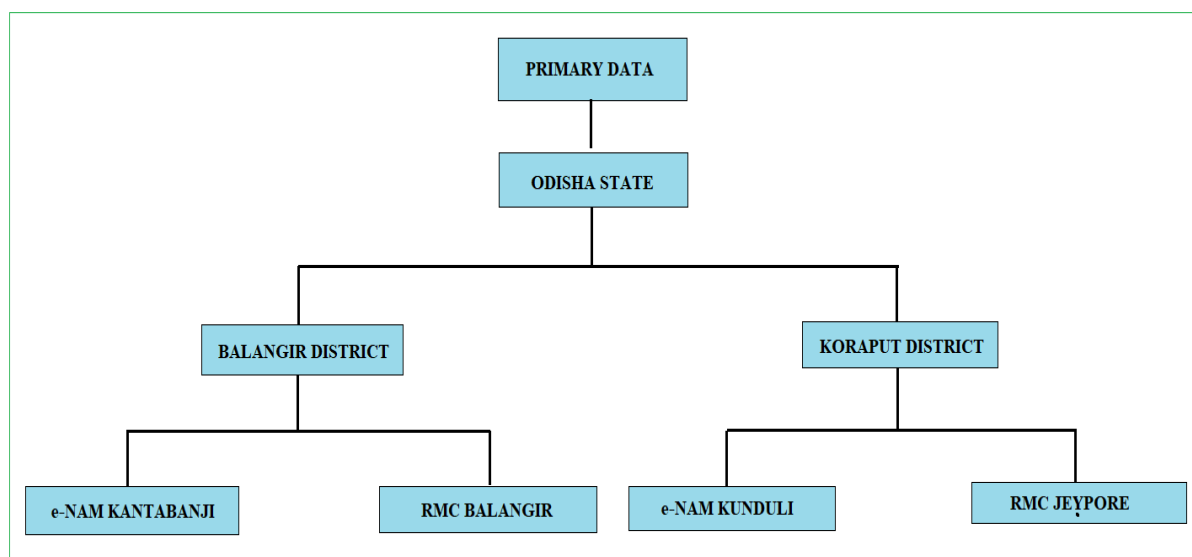 PRIMARY DATA
ODISHA STATE
BALANGIR DISTRICT
KORAPUT DISTRICT
e-NAM KANTABANJI
RMC BALANGIR
e-NAM KUNDULI
RMC JEYPORE